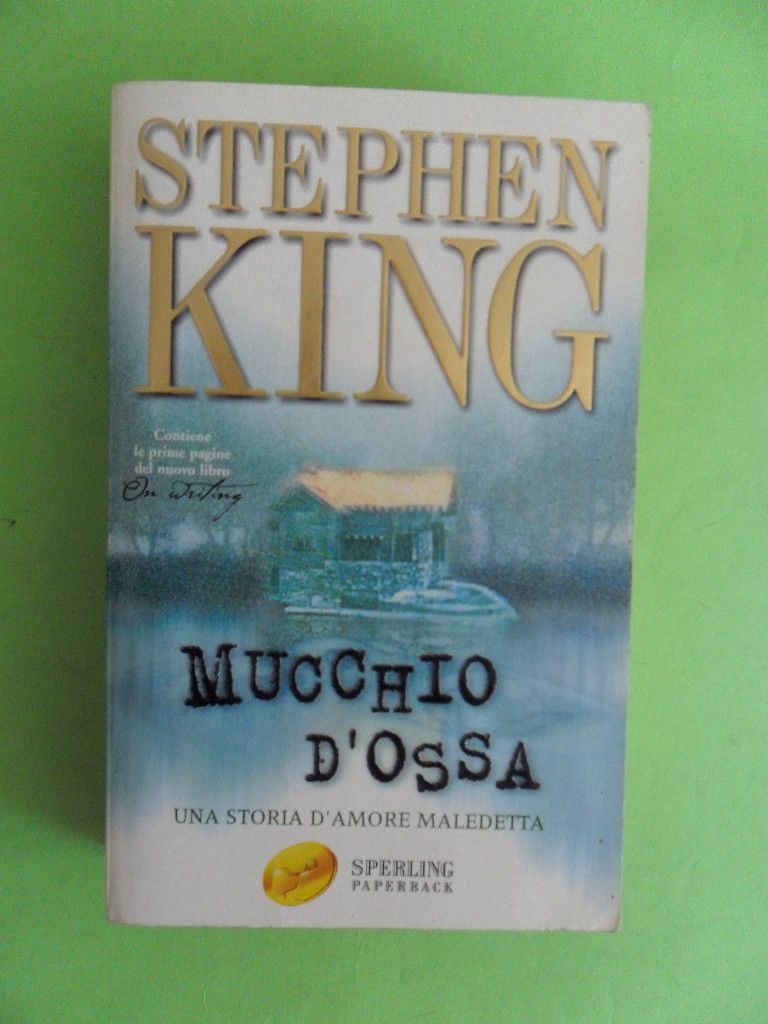 STEPHEN
KING
Contiene
le prime pagine
del nuovo libro
On writing
MUCCHIO
D'OSSA
UNA STORIA D'AMORE MALEDETTA
SPERLING
PAPERBACK